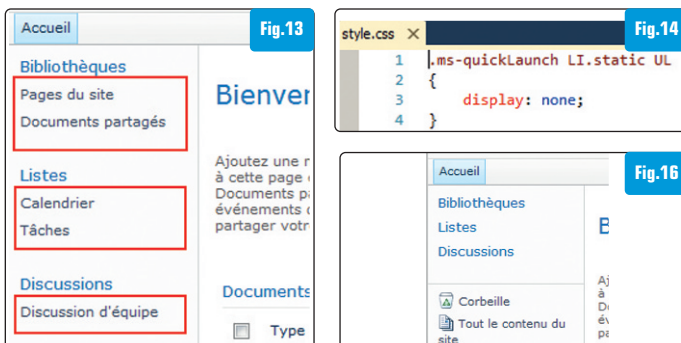 Accueil
Fig.13
Bibliothèques
Pages du site
Documents partagés
Listes
Calendrier
Tâches
Discussions
Discussion d'équipe
Bienver
Ajoutez une
à cette page
Documents
événements
partager votr
Documents
Type
style.css
Fig.14
1 .ms-quickLaunch LI.static UL
2 {
3 display: none;
4 }
Accueil
Fig.16
Bibliothèques
Listes
Discussions
Corbeille
Tout le contenu du
site
B
à